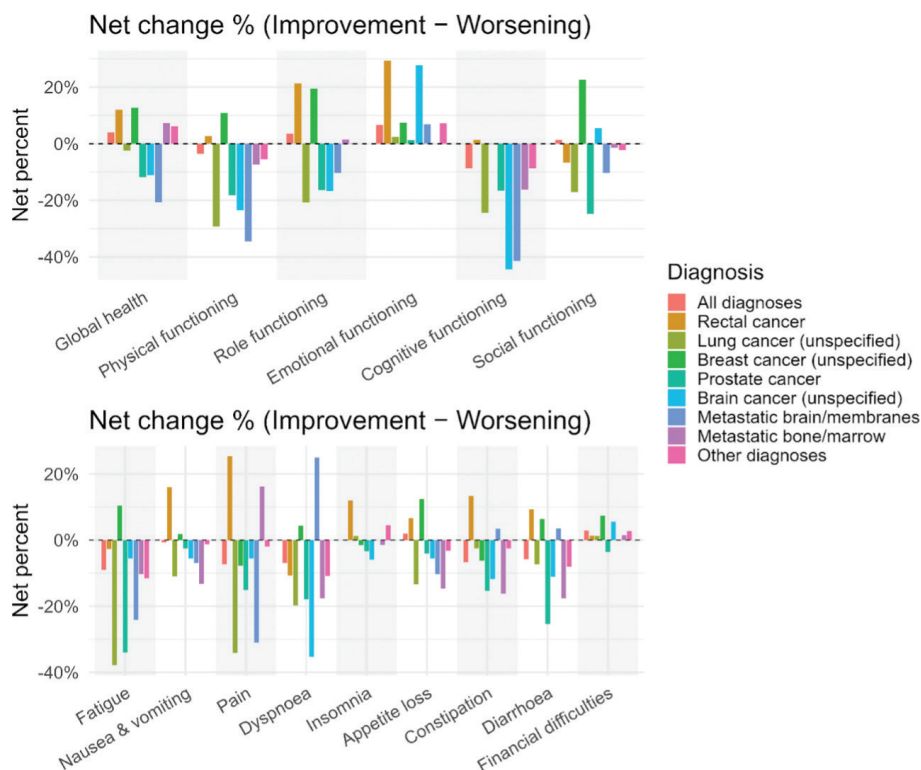 Net change % (Improvement − Worsening)
Net percent
20%
0%
-20%
-40%
Global health
Physical functioning
Role functioning
Emotional functioning
Cognitive functioning
Social functioning
Diagnosis
All diagnoses
Rectal cancer
Lung cancer (unspecified)
Breast cancer (unspecified)
Prostate cancer
Brain cancer (unspecified)
Metastatic brain/membranes
Metastatic bone/marrow
Other diagnoses
Net change % (Improvement − Worsening)
Net percent
20%
0%
-20%
-40%
Fatigue
Nausea & vomiting
Pain
Dyspnoea
Insomnia
Appetite loss
Constipation
Diarrhoea
Financial difficulties